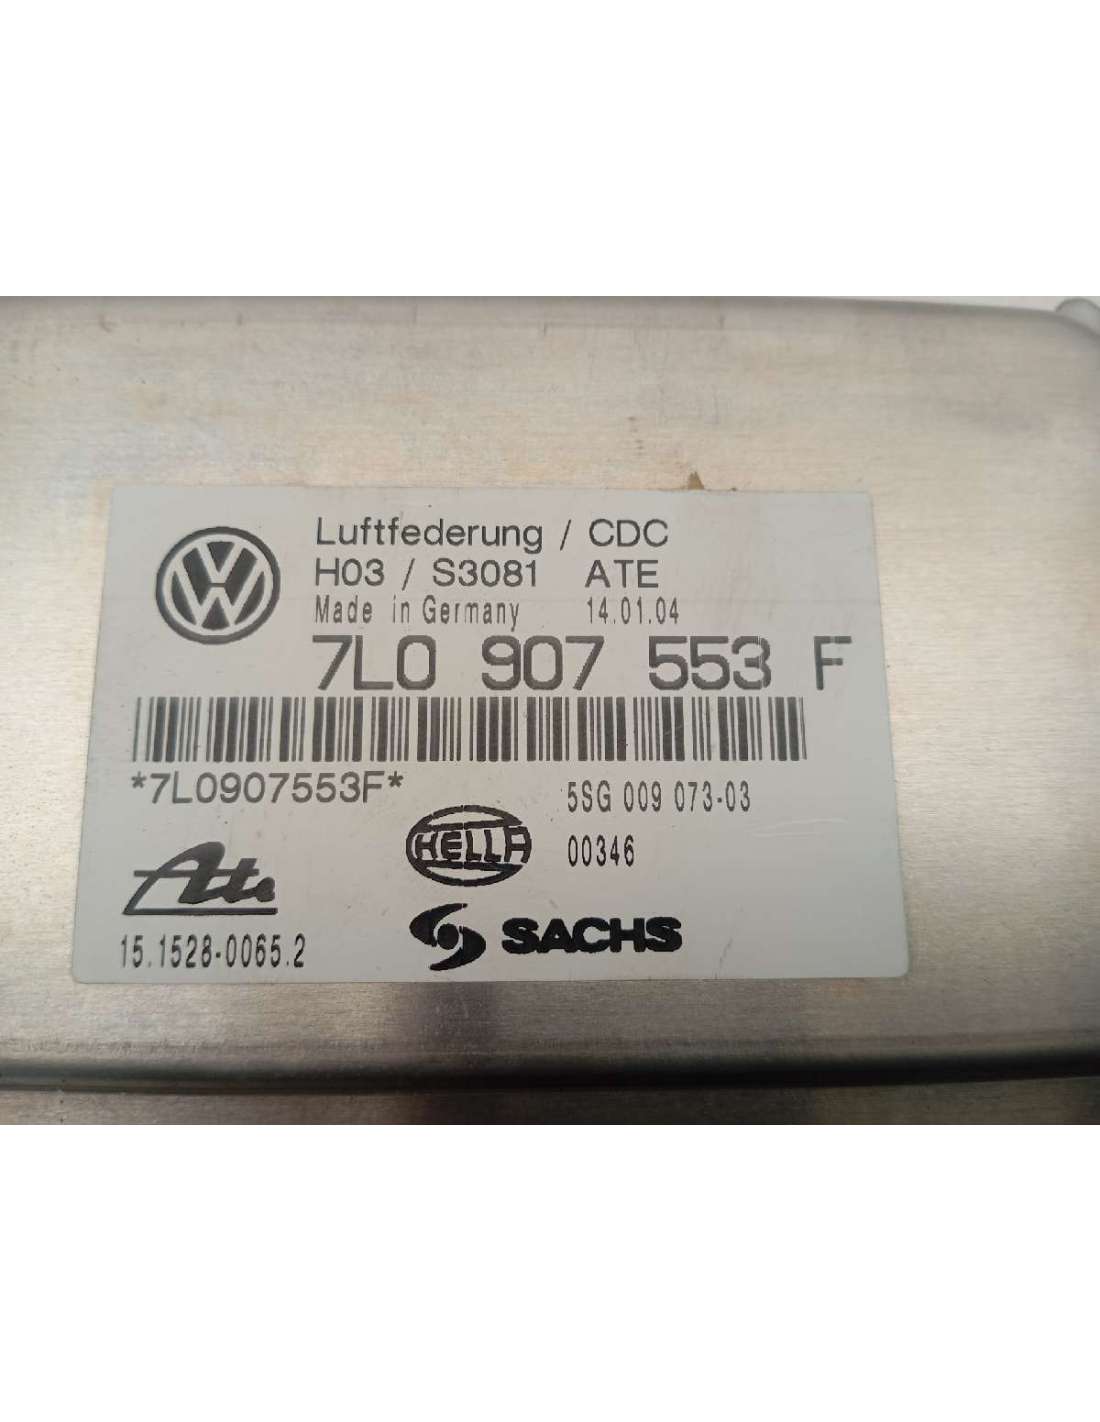 Luftfederung / CDC
H03 / S3081 ATE
Made in Germany 14.01.04
7L0 907 553 F
*7L0907553F*
5SG 009 073-03
HELLA 00346
Ate
15.1528-0065.2
SACHS